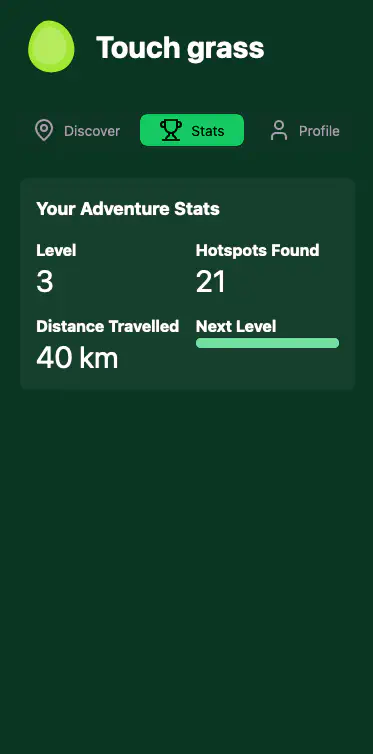 Touch grass
Discover
Stats
Profile
Your Adventure Stats
Level
3
Hotspots Found
21
Distance Travelled
40 km
Next Level